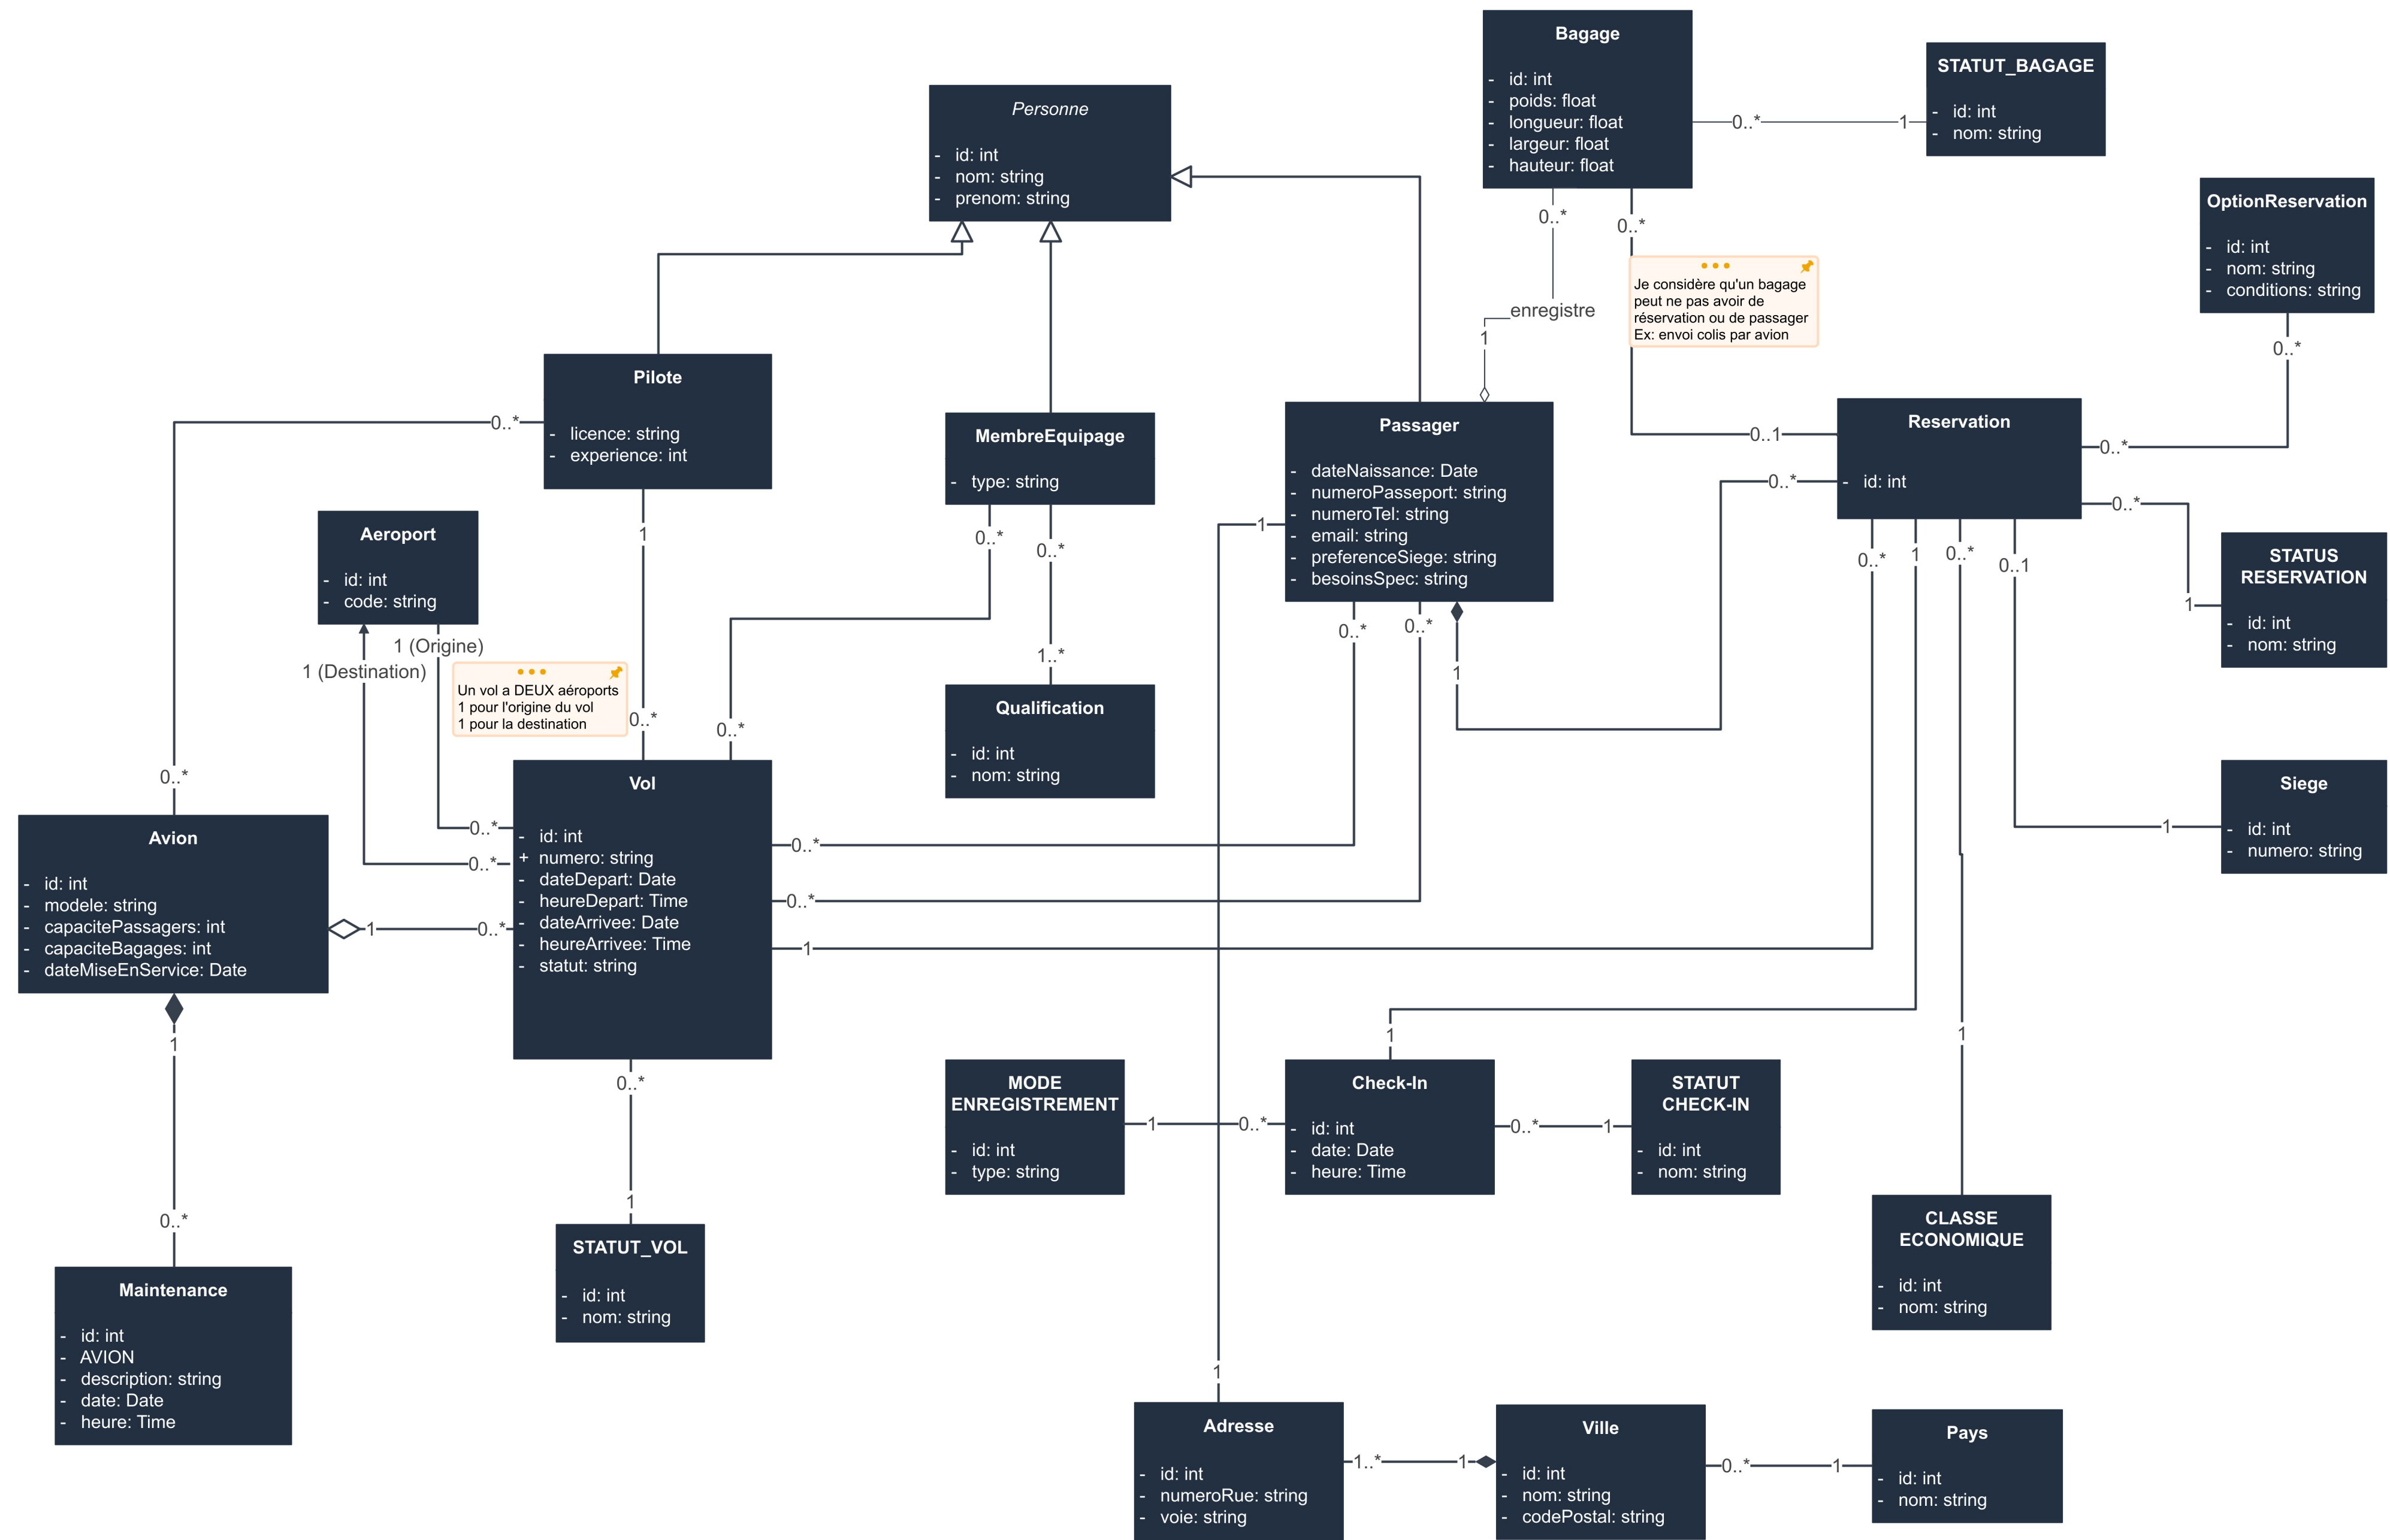 Bagage
- id: int
- poids: float
- longueur: float
- largeur: float
- hauteur: float
0..*
1
STATUT_BAGAGE
- id: int
- nom: string
Personne
- id: int
- nom: string
- prenom: string
0..*
enregistre
1
0..*
Je considère qu'un bagage
peut ne pas avoir de
réservation ou de passager
Ex: envoi colis par avion
0..1
OptionReservation
- id: int
- nom: string
- conditions: string
0..*
0..*
Pilote
- licence: string
- experience: int
0..*
0..*
1
0..*
MembreEquipage
- type: string
0..*
0..*
0..*
1..*
Passager
- dateNaissance: Date
- numeroPasseport: string
- numeroTel: string
- email: string
- preferenceSiege: string
- besoinsSpec: string
1
0..*
0..*
1
0..*
Reservation
- id: int
0..*
1
0..*
1
0..*
0..1
STATUS
RESERVATION
- id: int
- nom: string
Aeroport
- id: int
- code: string
1 (Origine)
1 (Destination)
Un vol a DEUX aéroports
1 pour l'origine du vol
1 pour la destination
0..*
0..*
Qualification
- id: int
- nom: string
Vol
- id: int
+ numero: string
- dateDepart: Date
- heureDepart: Time
- dateArrivee: Date
- heureArrivee: Time
- statut: string
0..*
0..*
1
Siege
- id: int
- numero: string
1
Avion
- id: int
- modele: string
- capacitePassagers: int
- capaciteBagages: int
- dateMiseEnService: Date
1
0..*
1
0..*
0..*
1
1
1
MODE
ENREGISTREMENT
- id: int
- type: string
1
0..*
Check-In
- id: int
- date: Date
- heure: Time
0..*
1
STATUT
CHECK-IN
- id: int
- nom: string
CLASSE
ECONOMIQUE
- id: int
- nom: string
STATUT_VOL
- id: int
- nom: string
Maintenance
- id: int
- AVION
- description: string
- date: Date
- heure: Time
1
Adresse
- id: int
- numeroRue: string
- voie: string
1..*
1
Ville
- id: int
- nom: string
- codePostal: string
0..*
1
Pays
- id: int
- nom: string